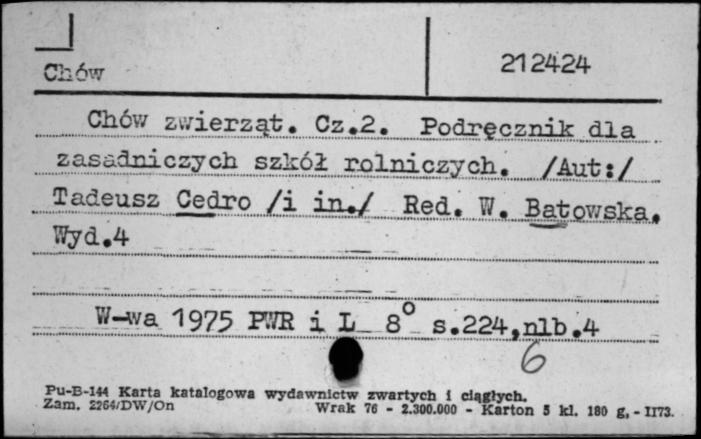 Chów 212424
Chów zwierząt. Cz.2. Podręcznik dla
zasadniczych szkół rolniczych. /Aut:/
Tadeusz Cedro /i in./ Red. W. Batowska.
Wyd.4
W-wa 1975 PWR i L 8° s.224,nlb.4
6
Pu-B-144 Karta katalogowa wydawnictw zwartych i ciągłych.
Zam. 2264/DW/On Wrak 76 - 2.300.000 - Karton 5 kl. 180 g, - II73.